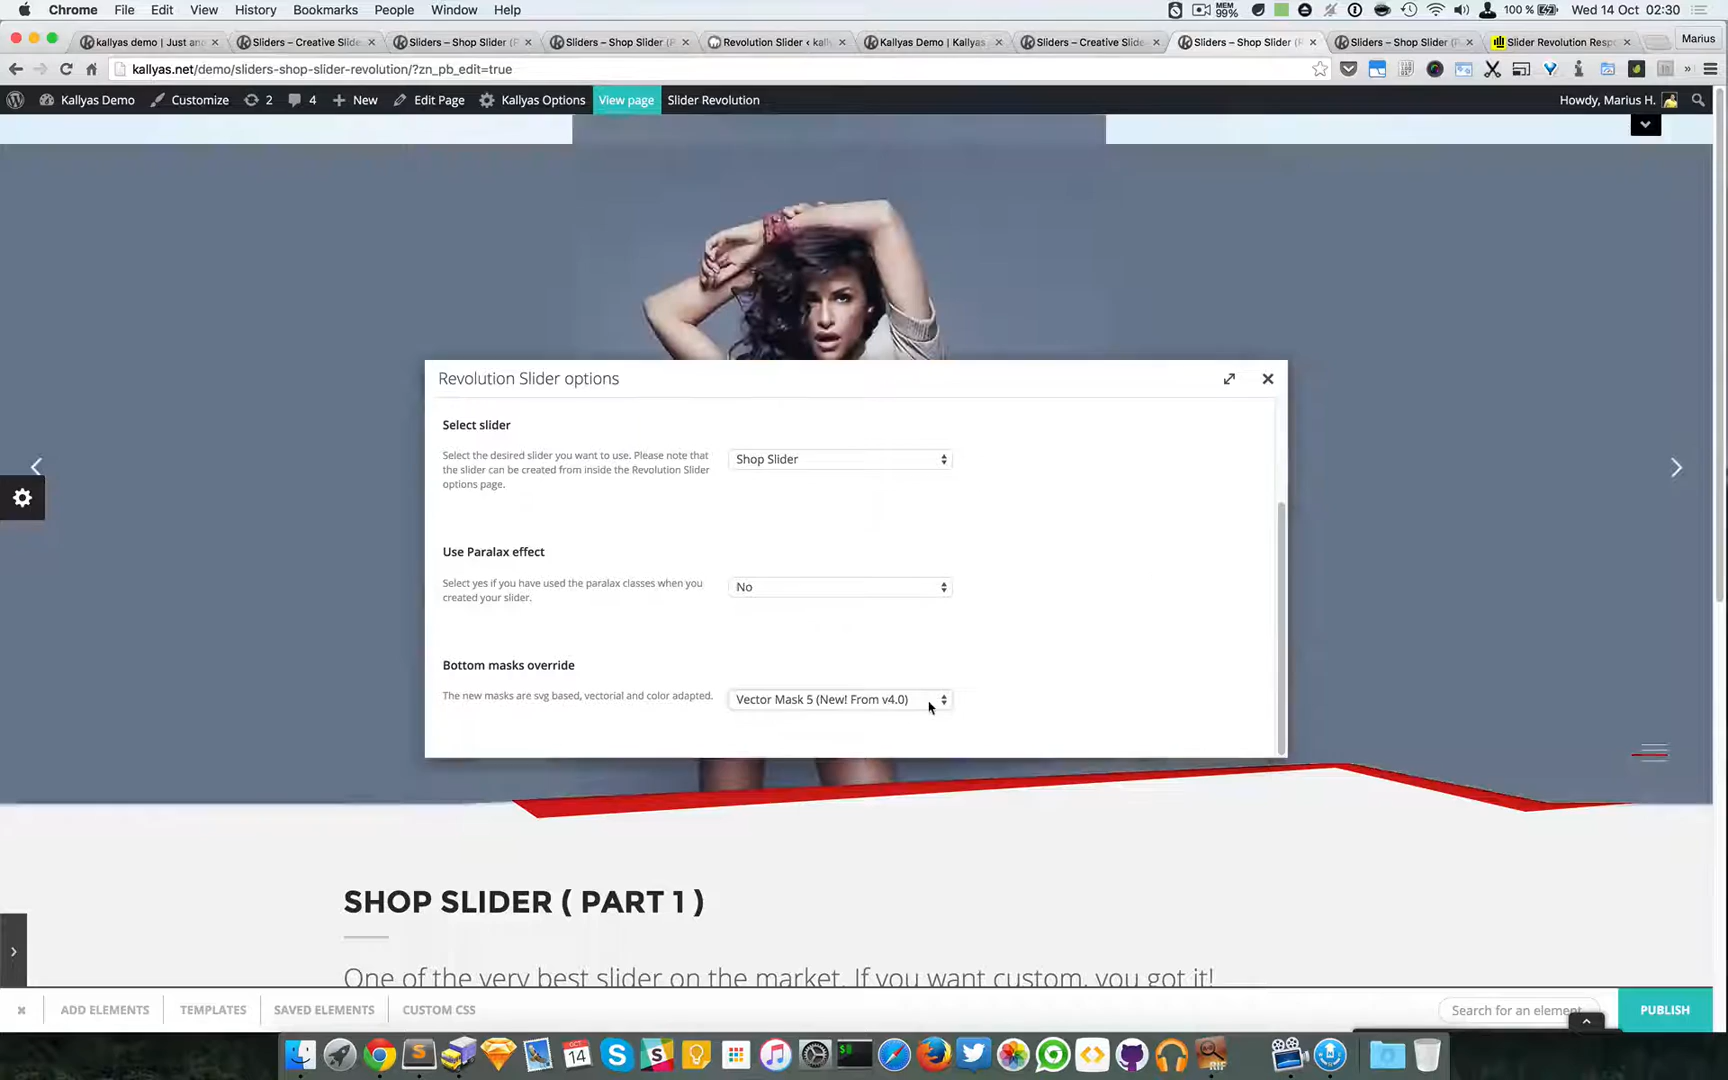 Chrome File Edit View History Bookmarks People Window Help MEM 99% 100 % Wed 14 Oct 02:30
kallyas demo | Just an Sliders – Creative Slide Sliders – Shop Slider (P Sliders – Shop Slider (P Revolution Slider ‹ kally Kallyas Demo | Kallyas Sliders – Creative Slide Sliders – Shop Slider (P Sliders – Shop Slider (P Slider Revolution Resp Marius
kallyas.net/demo/sliders-shop-slider-revolution/?zn_pb_edit=true
Kallyas Demo Customize 2 4 New Edit Page Kallyas Options View page Slider Revolution Howdy, Marius H.
Revolution Slider options
Select slider
Select the desired slider you want to use. Please note that
the slider can be created from inside the Revolution Slider
options page.
Shop Slider
Use Paralax effect
Select yes if you have used the paralax classes when you
created your slider.
No
Bottom masks override
The new masks are svg based, vectorial and color adapted.
Vector Mask 5 (New! From v4.0)
SHOP SLIDER ( PART 1 )
One of the very best slider on the market. If you want custom, you got it!
ADD ELEMENTS TEMPLATES SAVED ELEMENTS CUSTOM CSS Search for an element PUBLISH
OCT
14
RIF